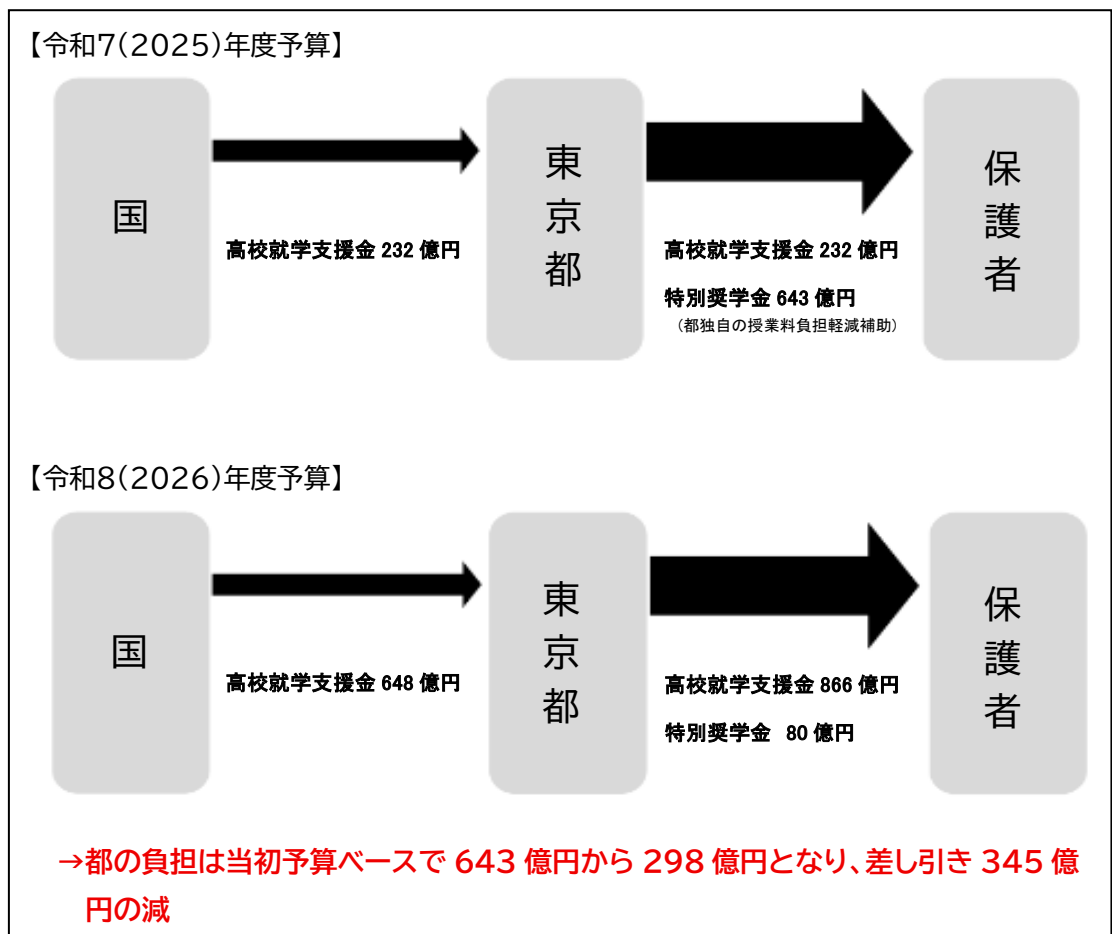 【令和7(2025)年度予算】
国
東京都
保護者
高校就学支援金 232 億円
高校就学支援金 232 億円
特別奨学金 643 億円
(都独自の授業料負担軽減補助)
【令和8(2026)年度予算】
国
東京都
保護者
高校就学支援金 648 億円
高校就学支援金 866 億円
特別奨学金 80 億円
→都の負担は当初予算ベースで 643 億円から 298 億円となり、差し引き 345 億
円の減